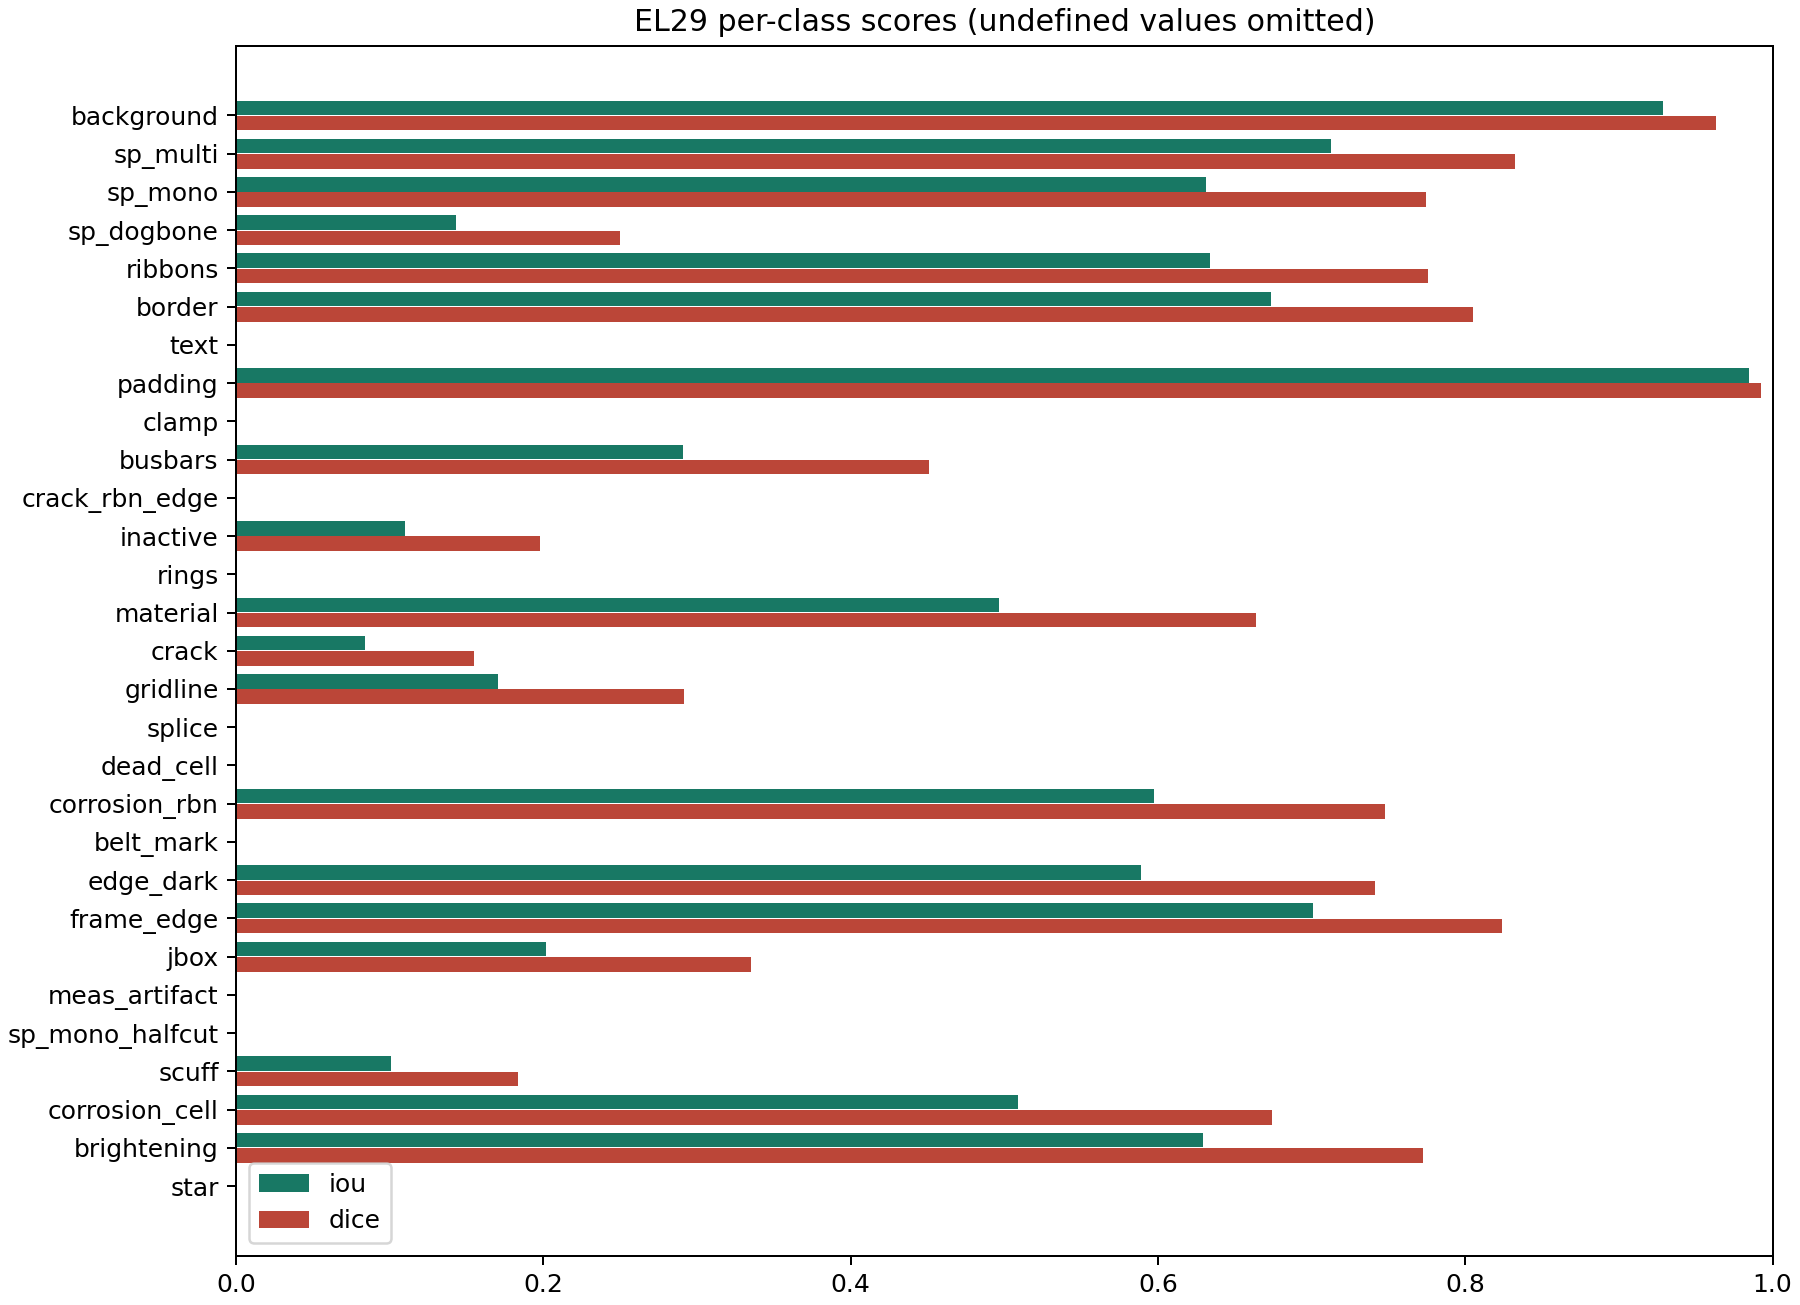 EL29 per-class scores (undefined values omitted)
background
sp_multi
sp_mono
sp_dogbone
ribbons
border
text
padding
clamp
busbars
crack_rbn_edge
inactive
rings
material
crack
gridline
splice
dead_cell
corrosion_rbn
belt_mark
edge_dark
frame_edge
jbox
meas_artifact
sp_mono_halfcut
scuff
corrosion_cell
brightening
star
iou
dice
0.0 0.2 0.4 0.6 0.8 1.0